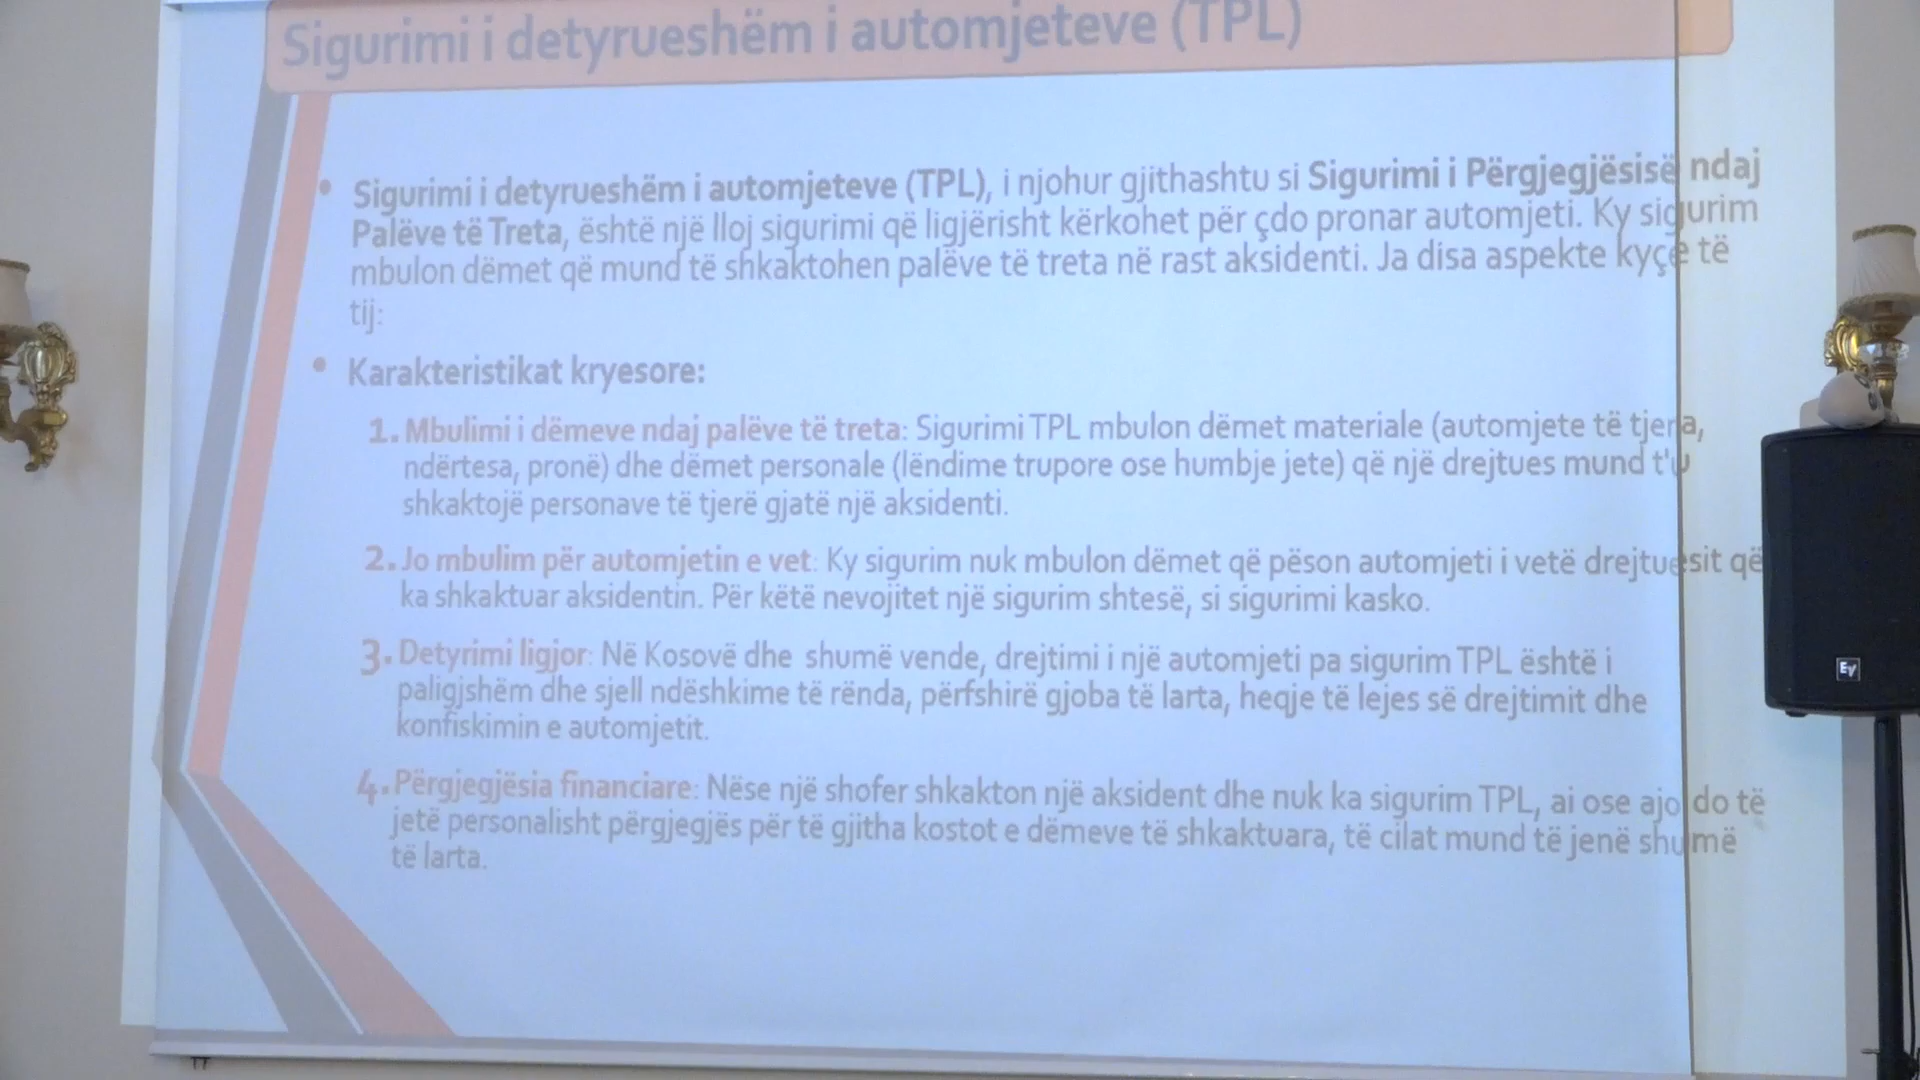 Sigurimi i detyrueshëm i automjeteve (TPL)
• Sigurimi i detyrueshëm i automjeteve (TPL), i njohur gjithashtu si Sigurimi i Përgjegjësisë ndaj
Palëve të Treta, është një lloj sigurimi që ligjërisht kërkohet për çdo pronar automjeti. Ky sigurim
mbulon dëmet që mund të shkaktohen palëve të treta në rast aksidenti. Ja disa aspekte kyçe të
tij:
• Karakteristikat kryesore:
1. Mbulimi i dëmeve ndaj palëve të treta: Sigurimi TPL mbulon dëmet materiale (automjete të tjera,
ndërtesa, pronë) dhe dëmet personale (lëndime trupore ose humbje jete) që një drejtues mund t'u
shkaktojë personave të tjerë gjatë një aksidenti.
2. Jo mbulim për automjetin e vet: Ky sigurim nuk mbulon dëmet që pëson automjeti i vetë drejtuesit që
ka shkaktuar aksidentin. Për këtë nevojitet një sigurim shtesë, si sigurimi kasko.
3. Detyrimi ligjor: Në Kosovë dhe shumë vende, drejtimi i një automjeti pa sigurim TPL është i
paligjshëm dhe sjell ndëshkime të rënda, përfshirë gjoba të larta, heqje të lejes së drejtimit dhe
konfiskimin e automjetit.
4. Përgjegjësia financiare: Nëse një shofer shkakton një aksident dhe nuk ka sigurim TPL, ai ose ajo do të
jetë personalisht përgjegjës për të gjitha kostot e dëmeve të shkaktuara, të cilat mund të jenë shumë
të larta.
EV